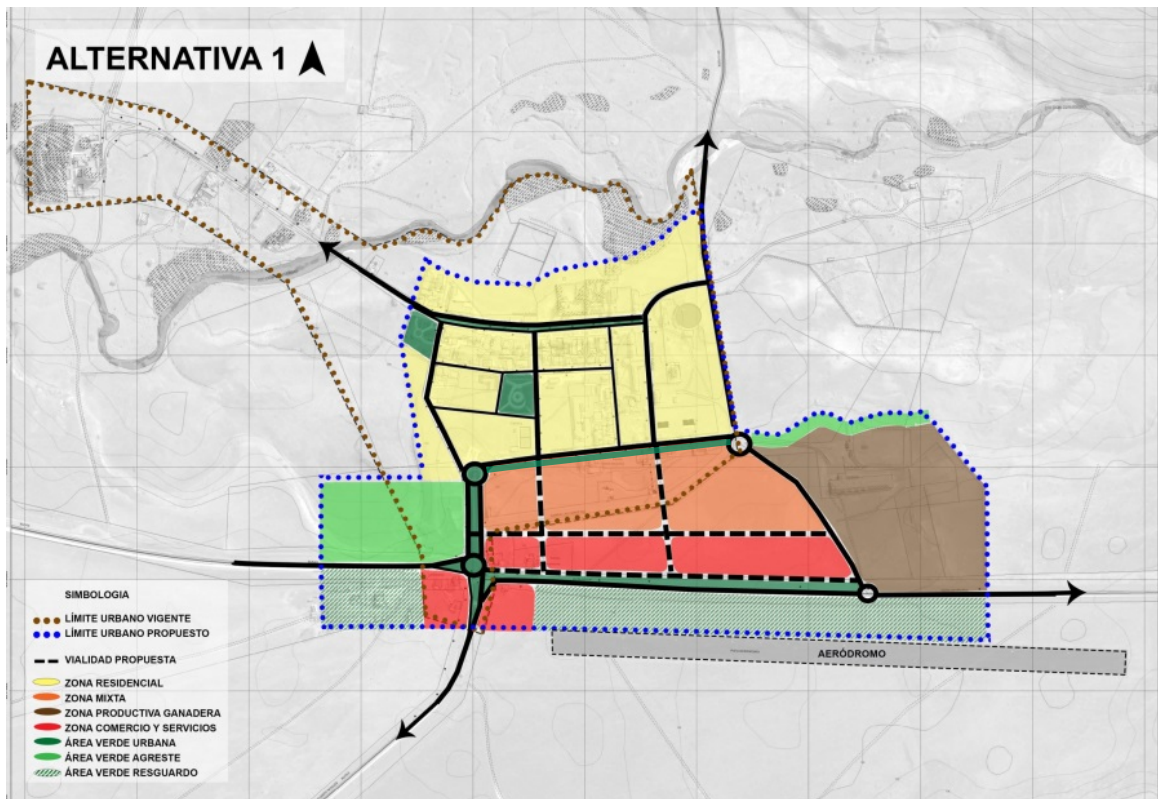 ALTERNATIVA 1
SIMBOLOGIA
LÍMITE URBANO VIGENTE
LÍMITE URBANO PROPUESTO
VIALIDAD PROPUESTA
ZONA RESIDENCIAL
ZONA MIXTA
ZONA PRODUCTIVA GANADERA
ZONA COMERCIO Y SERVICIOS
ÁREA VERDE URBANA
ÁREA VERDE AGRESTE
ÁREA VERDE RESGUARDO
AERÓDROMO